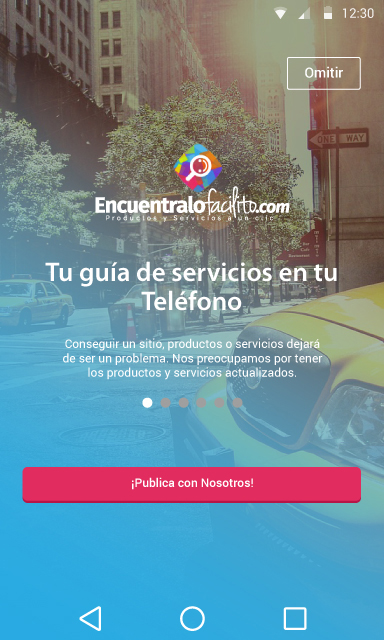 12:30
Omitir
ONE WAY
Encuentralofacilito.com
Productos y Servicios a un clic
Tu guía de servicios en tu
Teléfono
Conseguir un sitio, productos o servicios dejará
de ser un problema. Nos preocupamos por tener
los productos y servicios actualizados.
¡Publica con Nosotros!